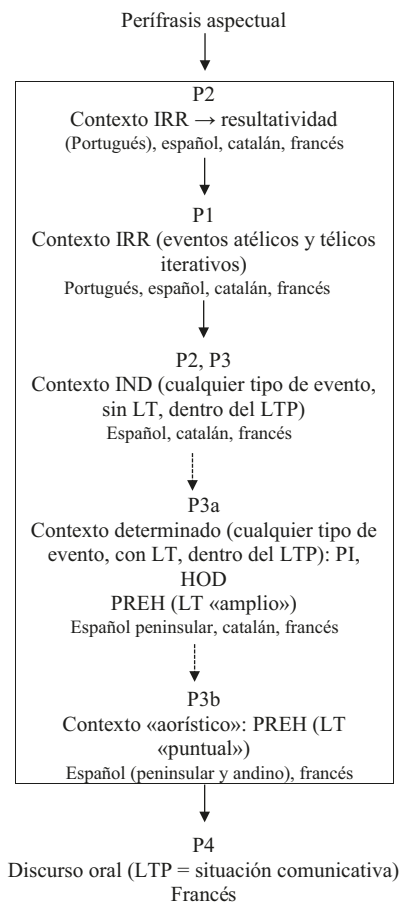 Perífrasis aspectual
P2
Contexto IRR → resultatividad
(Portugués), español, catalán, francés
P1
Contexto IRR (eventos atélicos y télicos
iterativos)
Portugués, español, catalán, francés
P2, P3
Contexto IND (cualquier tipo de evento,
sin LT, dentro del LTP)
Español, catalán, francés
P3a
Contexto determinado (cualquier tipo de
evento, con LT, dentro del LTP): PI,
HOD
PREH (LT «amplio»)
Español peninsular, catalán, francés
P3b
Contexto «aorístico»: PREH (LT
«puntual»)
Español (peninsular y andino), francés
P4
Discurso oral (LTP = situación comunicativa)
Francés